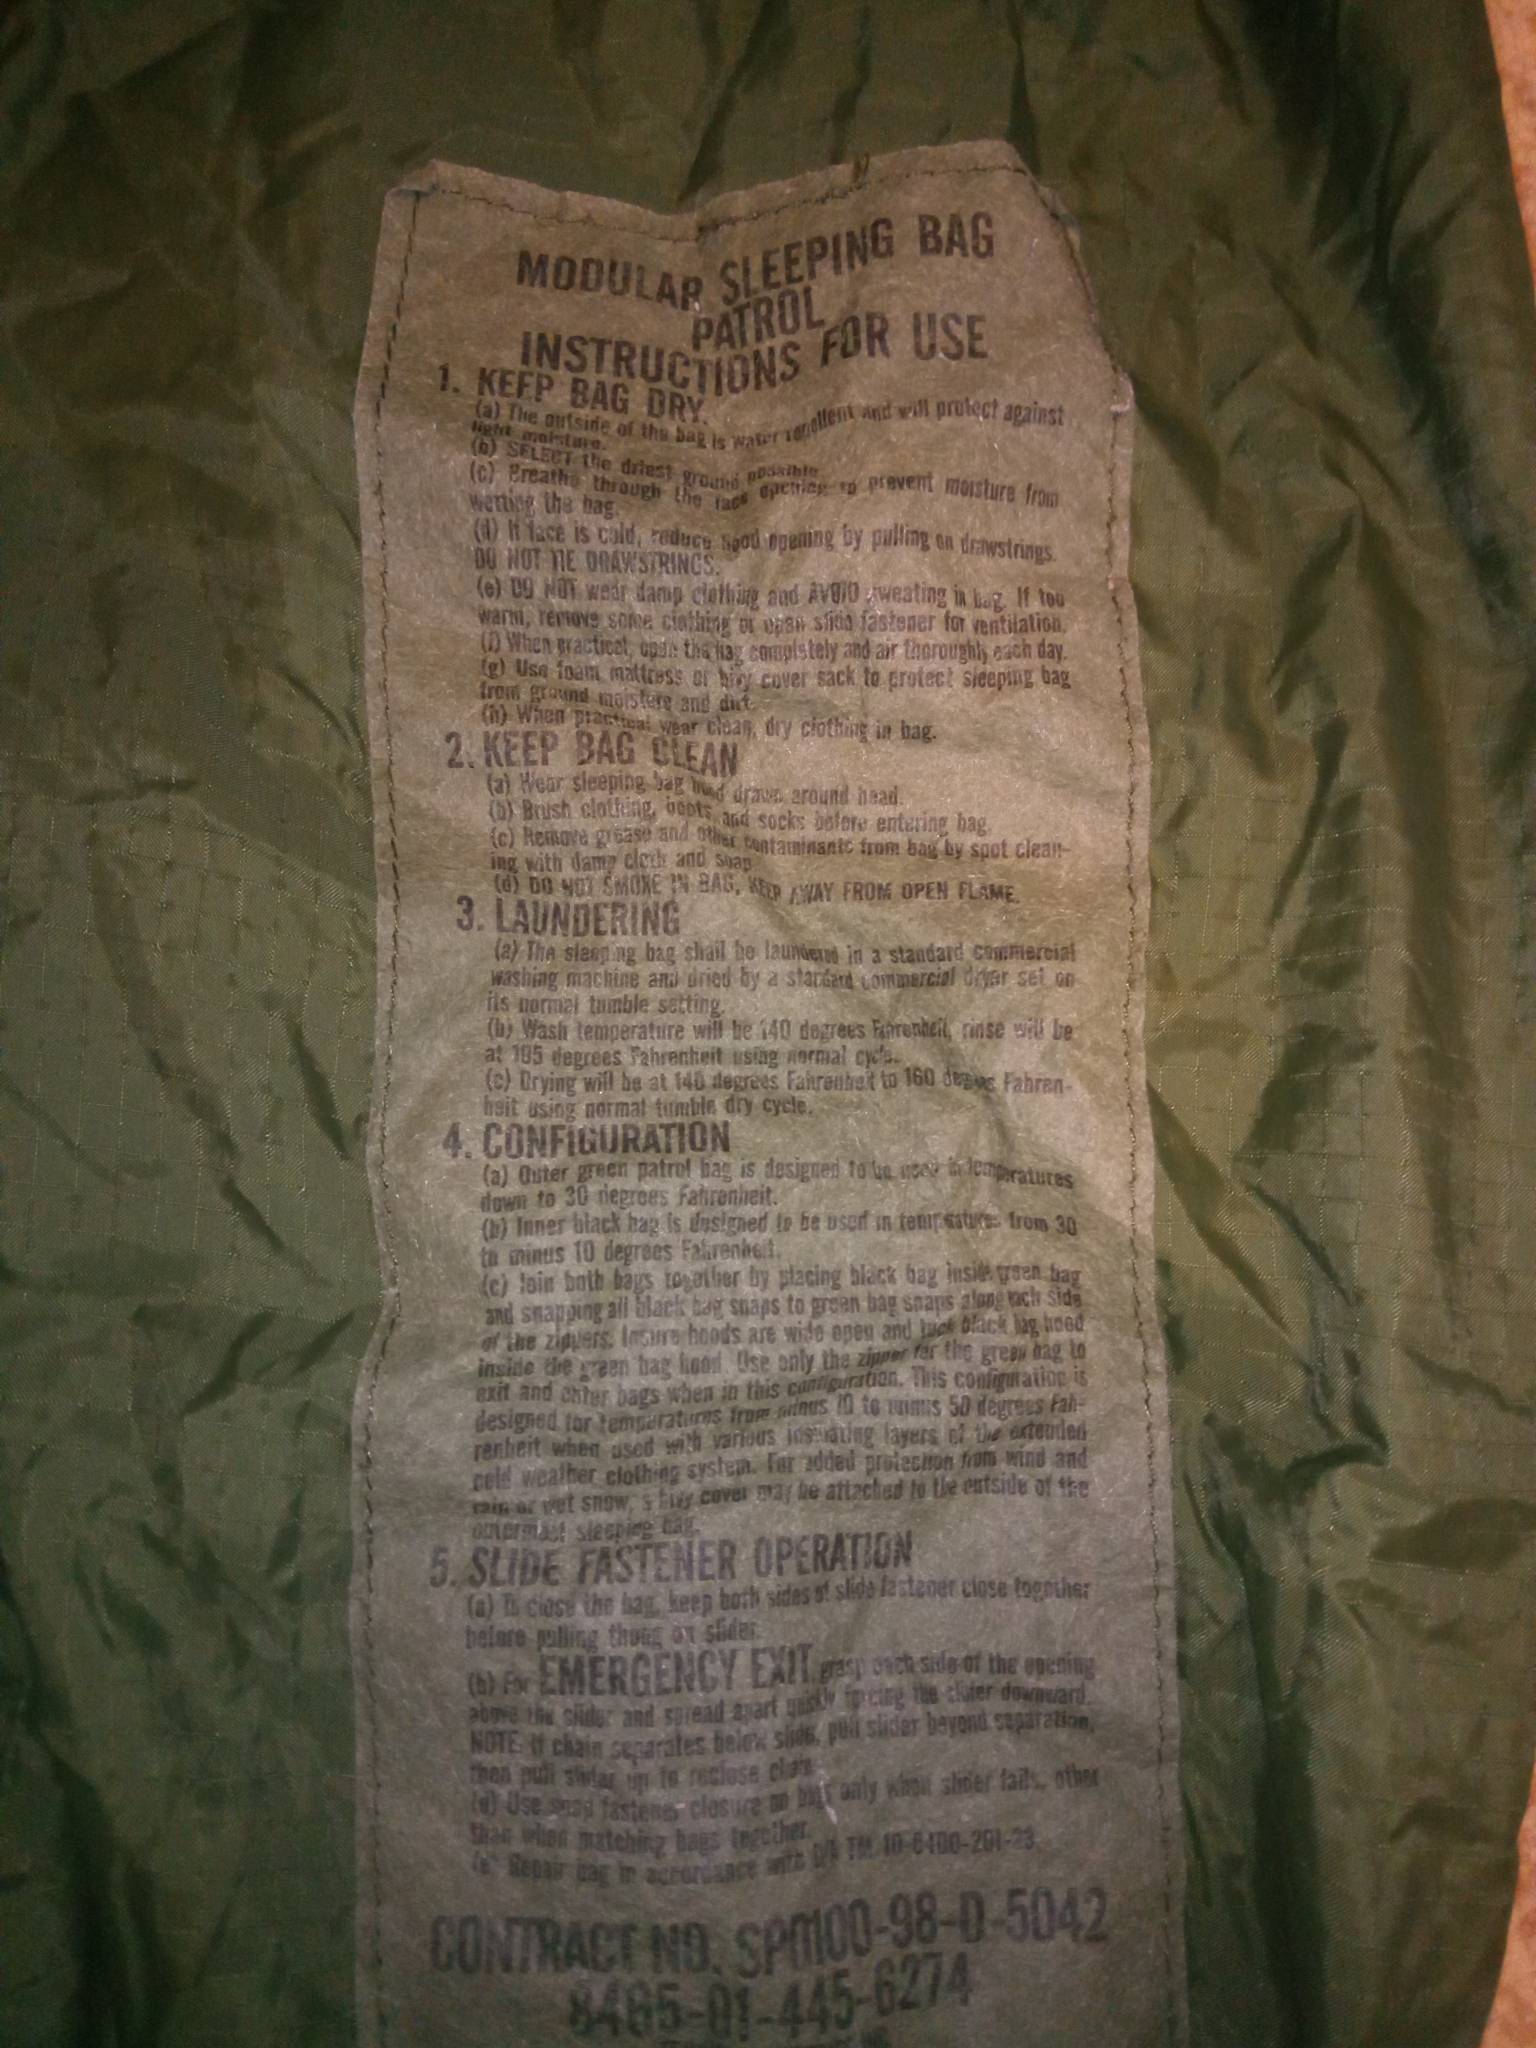 MODULAR SLEEPING BAG
PATROL
INSTRUCTIONS FOR USE
1. KEEP BAG DRY.
(a) The outside of the bag is water repellent and will protect against
light moisture.
(b) SELECT the driest ground possible
(c) Breathe through the face opening to prevent moisture from
wetting the bag.
(d) If face is cold, reduce hood opening by pulling on drawstrings.
DO NOT TIE DRAWSTRINGS.
(e) DO NOT wear damp clothing and AVOID sweating in bag. If too
warm, remove some clothing or open slide fastener for ventilation.
(f) When practical, open the bag completely and air thoroughly each day.
(g) Use foam mattress or bivy cover sack to protect sleeping bag
from ground moisture and dirt.
(h) When practical wear clean, dry clothing in bag.
2. KEEP BAG CLEAN
(a) Wear sleeping bag hood drawn around head.
(b) Brush clothing, boots, and socks before entering bag.
(c) Remove grease and other contaminants from bag by spot clean-
ing with damp cloth and soap
(d) DO NOT SMOKE IN BAG, KEEP AWAY FROM OPEN FLAME.
3. LAUNDERING
(a) The sleeping bag shall be laundered in a standard commercial
washing machine and dried by a standard commercial dryer set on
its normal tumble setting.
(b) Wash temperature will be 140 degrees Fahrenheit, rinse will be
at 105 degrees Fahrenheit using normal cycle.
(c) Drying will be at 140 degrees Fahrenheit to 160 degrees Fahren-
heit using normal tumble dry cycle.
4. CONFIGURATION
(a) Outer green patrol bag is designed to be used in temperatures
down to 30 degrees Fahrenheit.
(b) Inner black bag is designed to be used in temperatures from 30
to minus 10 degrees Fahrenheit.
(c) Join both bags together by placing black bag inside green bag
and snapping all black bag snaps to green bag snaps along each side
of the zippers. Insure hoods are wide open and tuck black bag hood
inside the green bag hood. Use only the zipper for the green bag to
exit and enter bags when in this configuration. This configuration is
designed for temperatures from minus 10 to minus 50 degrees Fah-
renheit when used with various insulating layers of the extended
cold weather clothing system. For added protection from wind and
rain or wet snow, a bivy cover may be attached to the outside of the
outermost sleeping bag.
5. SLIDE FASTENER OPERATION
(a) To close the bag, keep both sides of slide fastener close together
before pulling thong on slider.
(b) For EMERGENCY EXIT, grasp each side of the opening
above the slider and spread apart quickly forcing the slider downward.
NOTE: If chain separates below slide, pull slider beyond separation,
then pull slider up to reclose chain.
(d) Use snap fastener closure on bags only when slider fails, other
than when matching bags together.
(e) Repair bag in accordance with D/A TM 10-8400-201-23.
CONTRACT NO. SP0100-98-D-5042
8465-01-445-6274